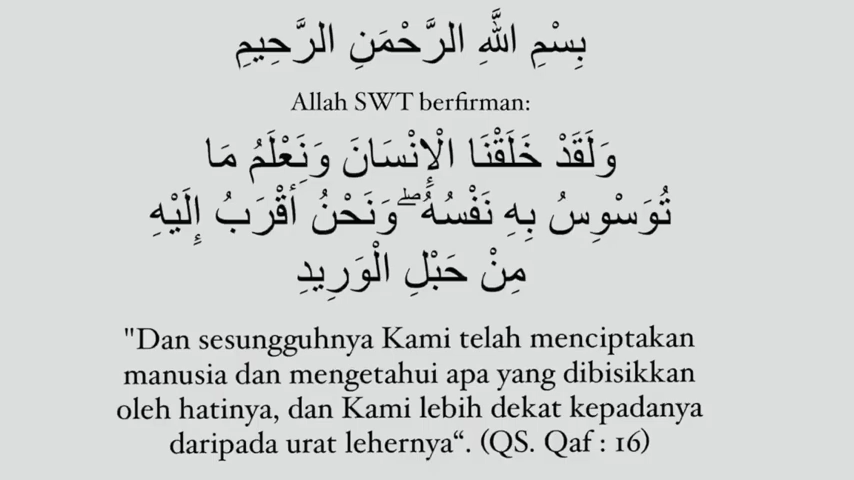 بِسْمِ اللَّهِ الرَّحْمَنِ الرَّحِيمِ
Allah SWT berfirman:
وَلَقَدْ خَلَقْنَا الْإِنْسَانَ وَنَعْلَمُ مَا
تُوَسْوِسُ بِهِ نَفْسُهُ ۖ وَنَحْنُ أَقْرَبُ إِلَيْهِ
مِنْ حَبْلِ الْوَرِيدِ
"Dan sesungguhnya Kami telah menciptakan
manusia dan mengetahui apa yang dibisikkan
oleh hatinya, dan Kami lebih dekat kepadanya
daripada urat lehernya“. (QS. Qaf : 16)